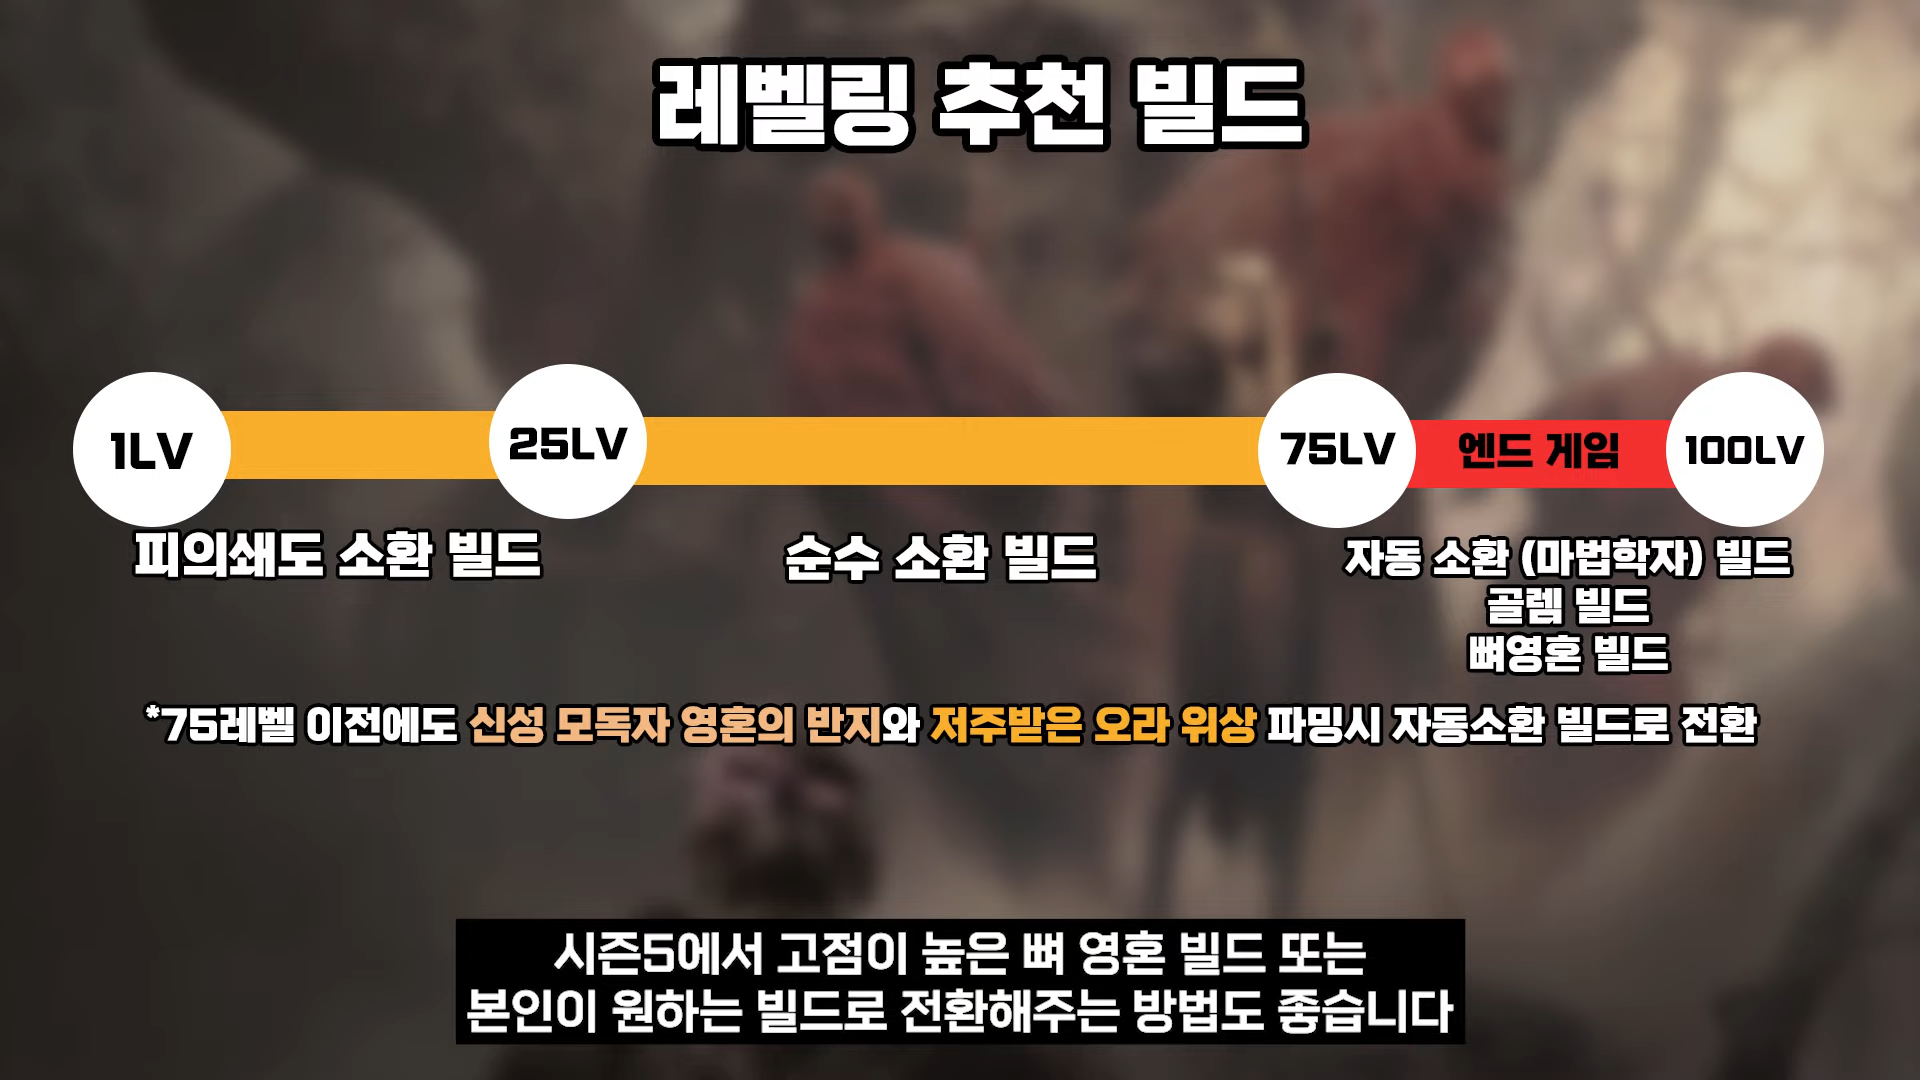 레벨링 추천 빌드
1LV
25LV
75LV
엔드 게임
100LV
피의쇄도 소환 빌드
순수 소환 빌드
자동 소환 (마법학자) 빌드
골렘 빌드
뼈영혼 빌드
*75레벨 이전에도 신성 모독자 영혼의 반지와 저주받은 오라 위상 파밍시 자동소환 빌드로 전환
시즌5에서 고점이 높은 뼈 영혼 빌드 또는
본인이 원하는 빌드로 전환해주는 방법도 좋습니다